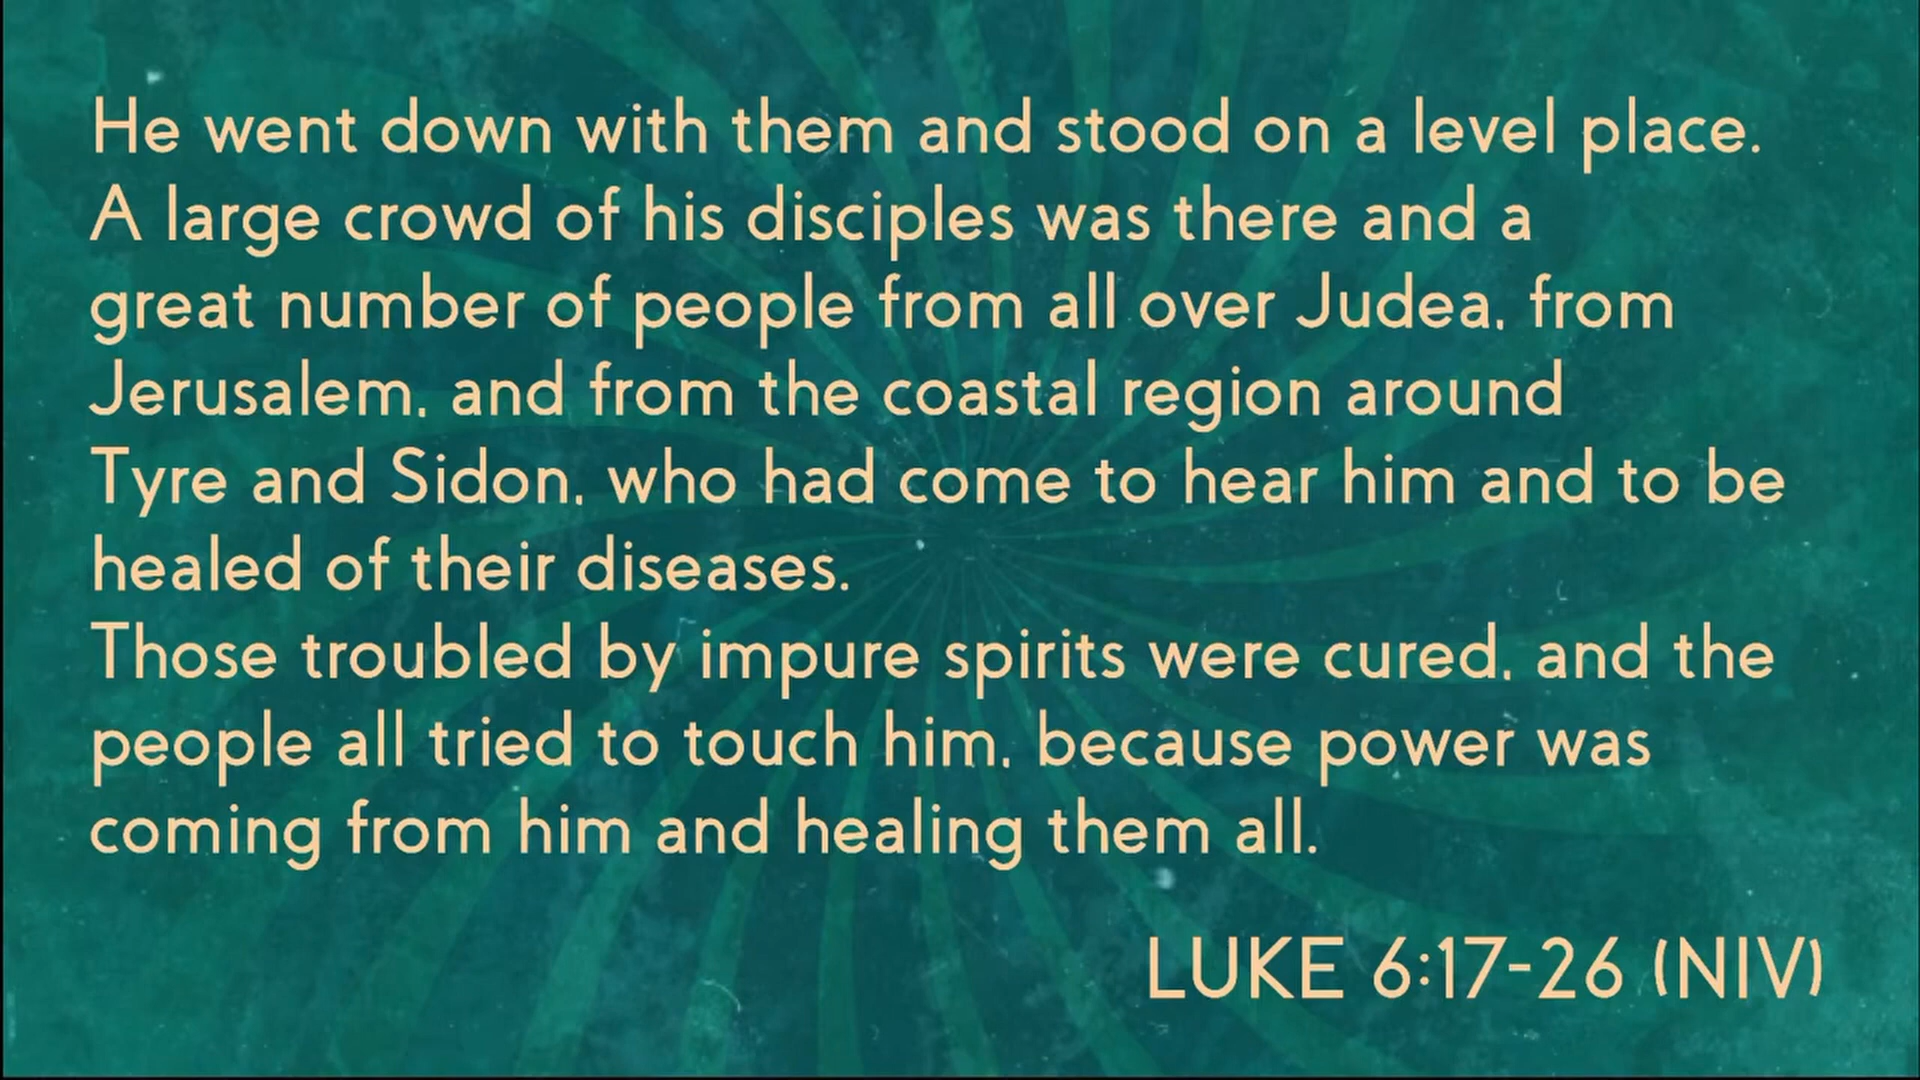 He went down with them and stood on a level place.
A large crowd of his disciples was there and a
great number of people from all over Judea, from
Jerusalem, and from the coastal region around
Tyre and Sidon, who had come to hear him and to be
healed of their diseases.
Those troubled by impure spirits were cured, and the
people all tried to touch him, because power was
coming from him and healing them all.
LUKE 6:17-26 (NIV)